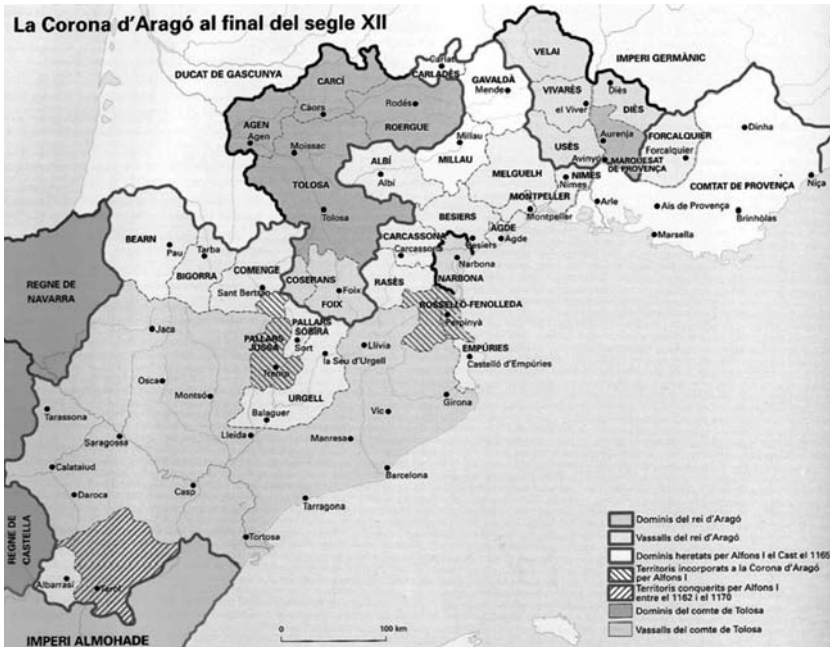 La Corona d'Aragó al final del segle XII
DUCAT DE GASCUNYA
IMPERI GERMÀNIC
VELAI
Carlat
CARLADÈS
GAVALDÀ
Mende
CARCÍ
Càors
Rodés
ROERGUE
VIVARÈS
el Viver
Diès
DIÈS
AGEN
Agen
Moissac
TOLOSA
Tolosa
ALBÍ
Albí
Millau
MILLAU
MELGUELH
USÈS
Aurenja
Avinyó
MARQUESAT
DE PROVENÇA
FORCALQUIER
Forcalquier
Dinha
NIMES
Nimes
MONTPELLER
Montpeller
Arle
COMTAT DE PROVENÇA
Ais de Provença
Brinhòlas
Niça
Marsella
BESIERS
Besiers
AGDE
Agde
CARCASSONA
Carcassona
Narbona
NARBONA
RASÈS
BEARN
Pau
Tarba
BIGORRA
COMENGE
Sant Bertran
COSERANS
Foix
FOIX
REGNE DE
NAVARRA
ROSSELLÓ-FENOLLEDA
Perpinyà
PALLARS
SOBIRÀ
Sort
PALLARS
JUSSÀ
Tremp
Llívia
la Seu d'Urgell
EMPÚRIES
Castelló d'Empúries
Jaca
Osca
Montsó
URGELL
Balaguer
Girona
Vic
Tarassona
Saragossa
Lleida
Manresa
Calataiud
Daroca
Casp
Barcelona
Tarragona
Tortosa
REGNE DE
CASTELLA
Albarrasí
Terol
IMPERI ALMOHADE
0
100 km
Dominis del rei d'Aragó
Vassalls del rei d'Aragó
Dominis heretats per Alfons I el Cast el 1165
Territoris incorporats a la Corona d'Aragó
per Alfons I
Territoris conquerits per Alfons I
entre el 1162 i el 1170
Dominis del comte de Tolosa
Vassalls del comte de Tolosa